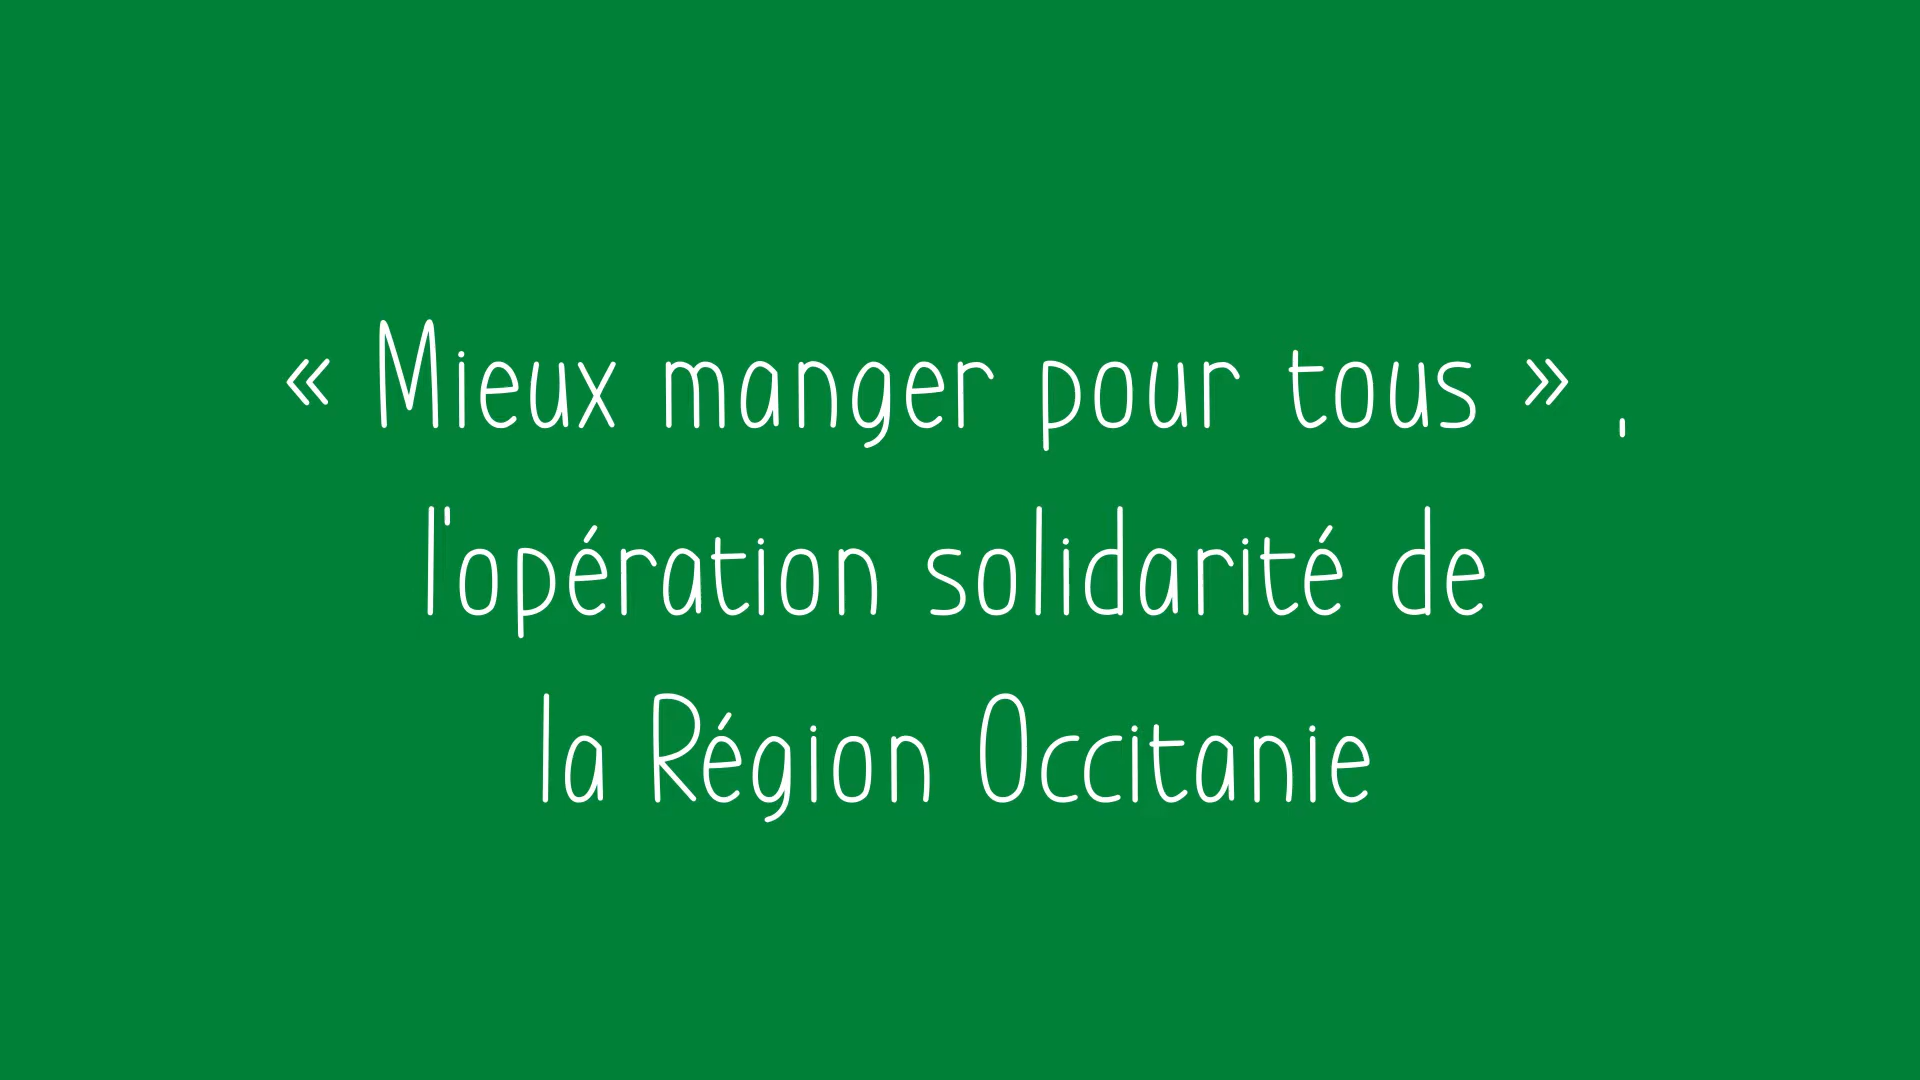 « Mieux manger pour tous » ,
l'opération solidarité de
la Région Occitanie